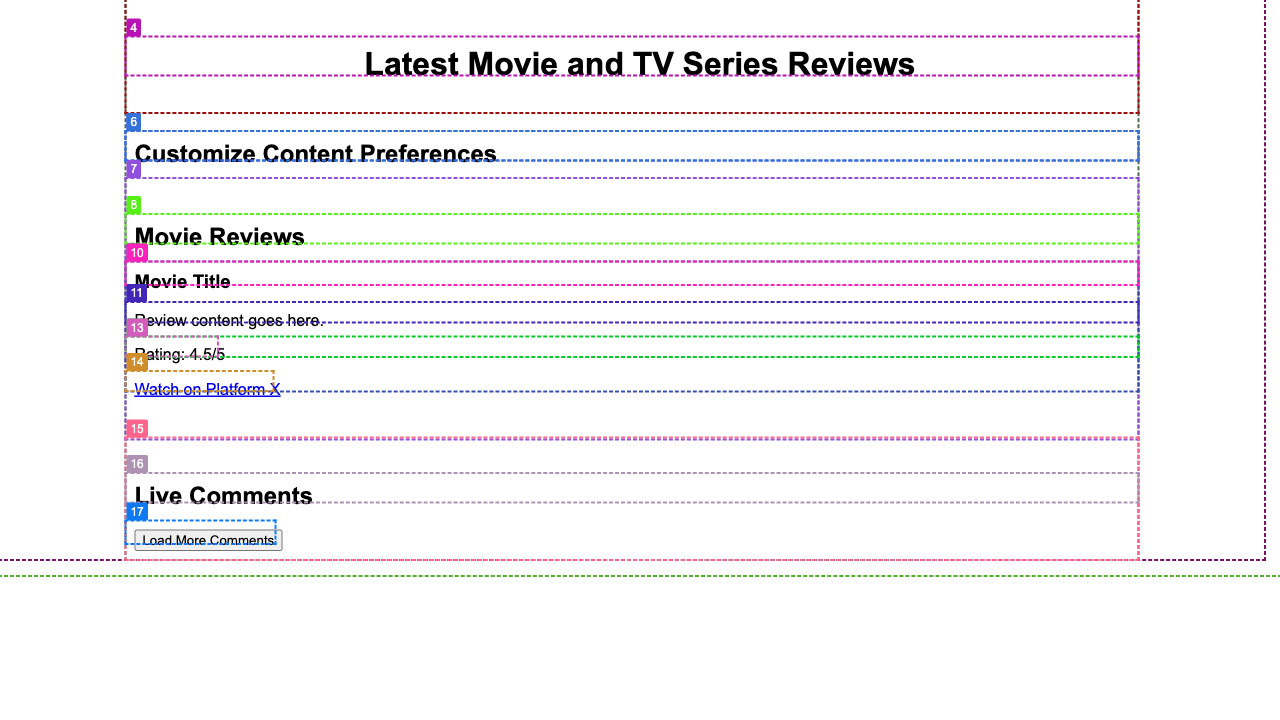 4
Latest Movie and TV Series Reviews
6
Customize Content Preferences
7
8
Movie Reviews
10
Movie Title
11
Review content goes here.
13
Rating: 4.5/5
14
Watch on Platform X
15
16
Live Comments
17
Load More Comments